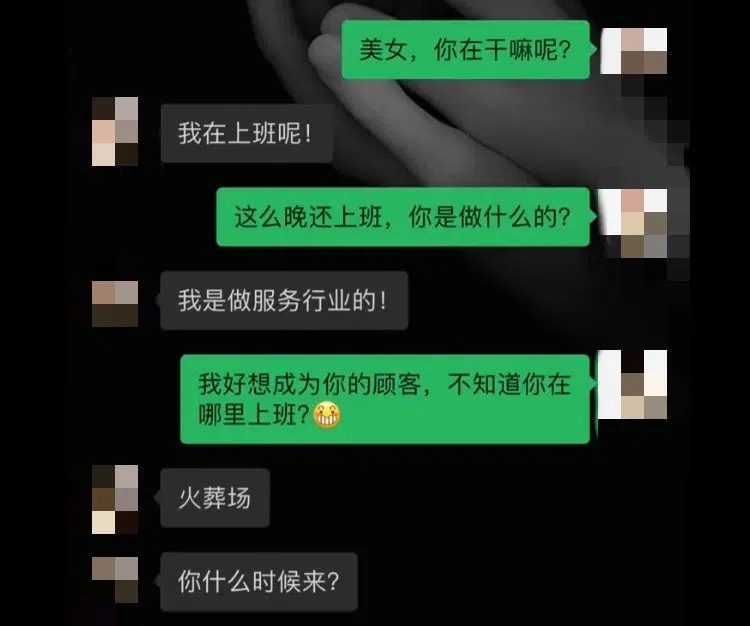 美女，你在干嘛呢？
我在上班呢！
这么晚还上班，你是做什么的？
我是做服务行业的！
我好想成为你的顾客，不知道你在
哪里上班？😁
火葬场
你什么时候来？